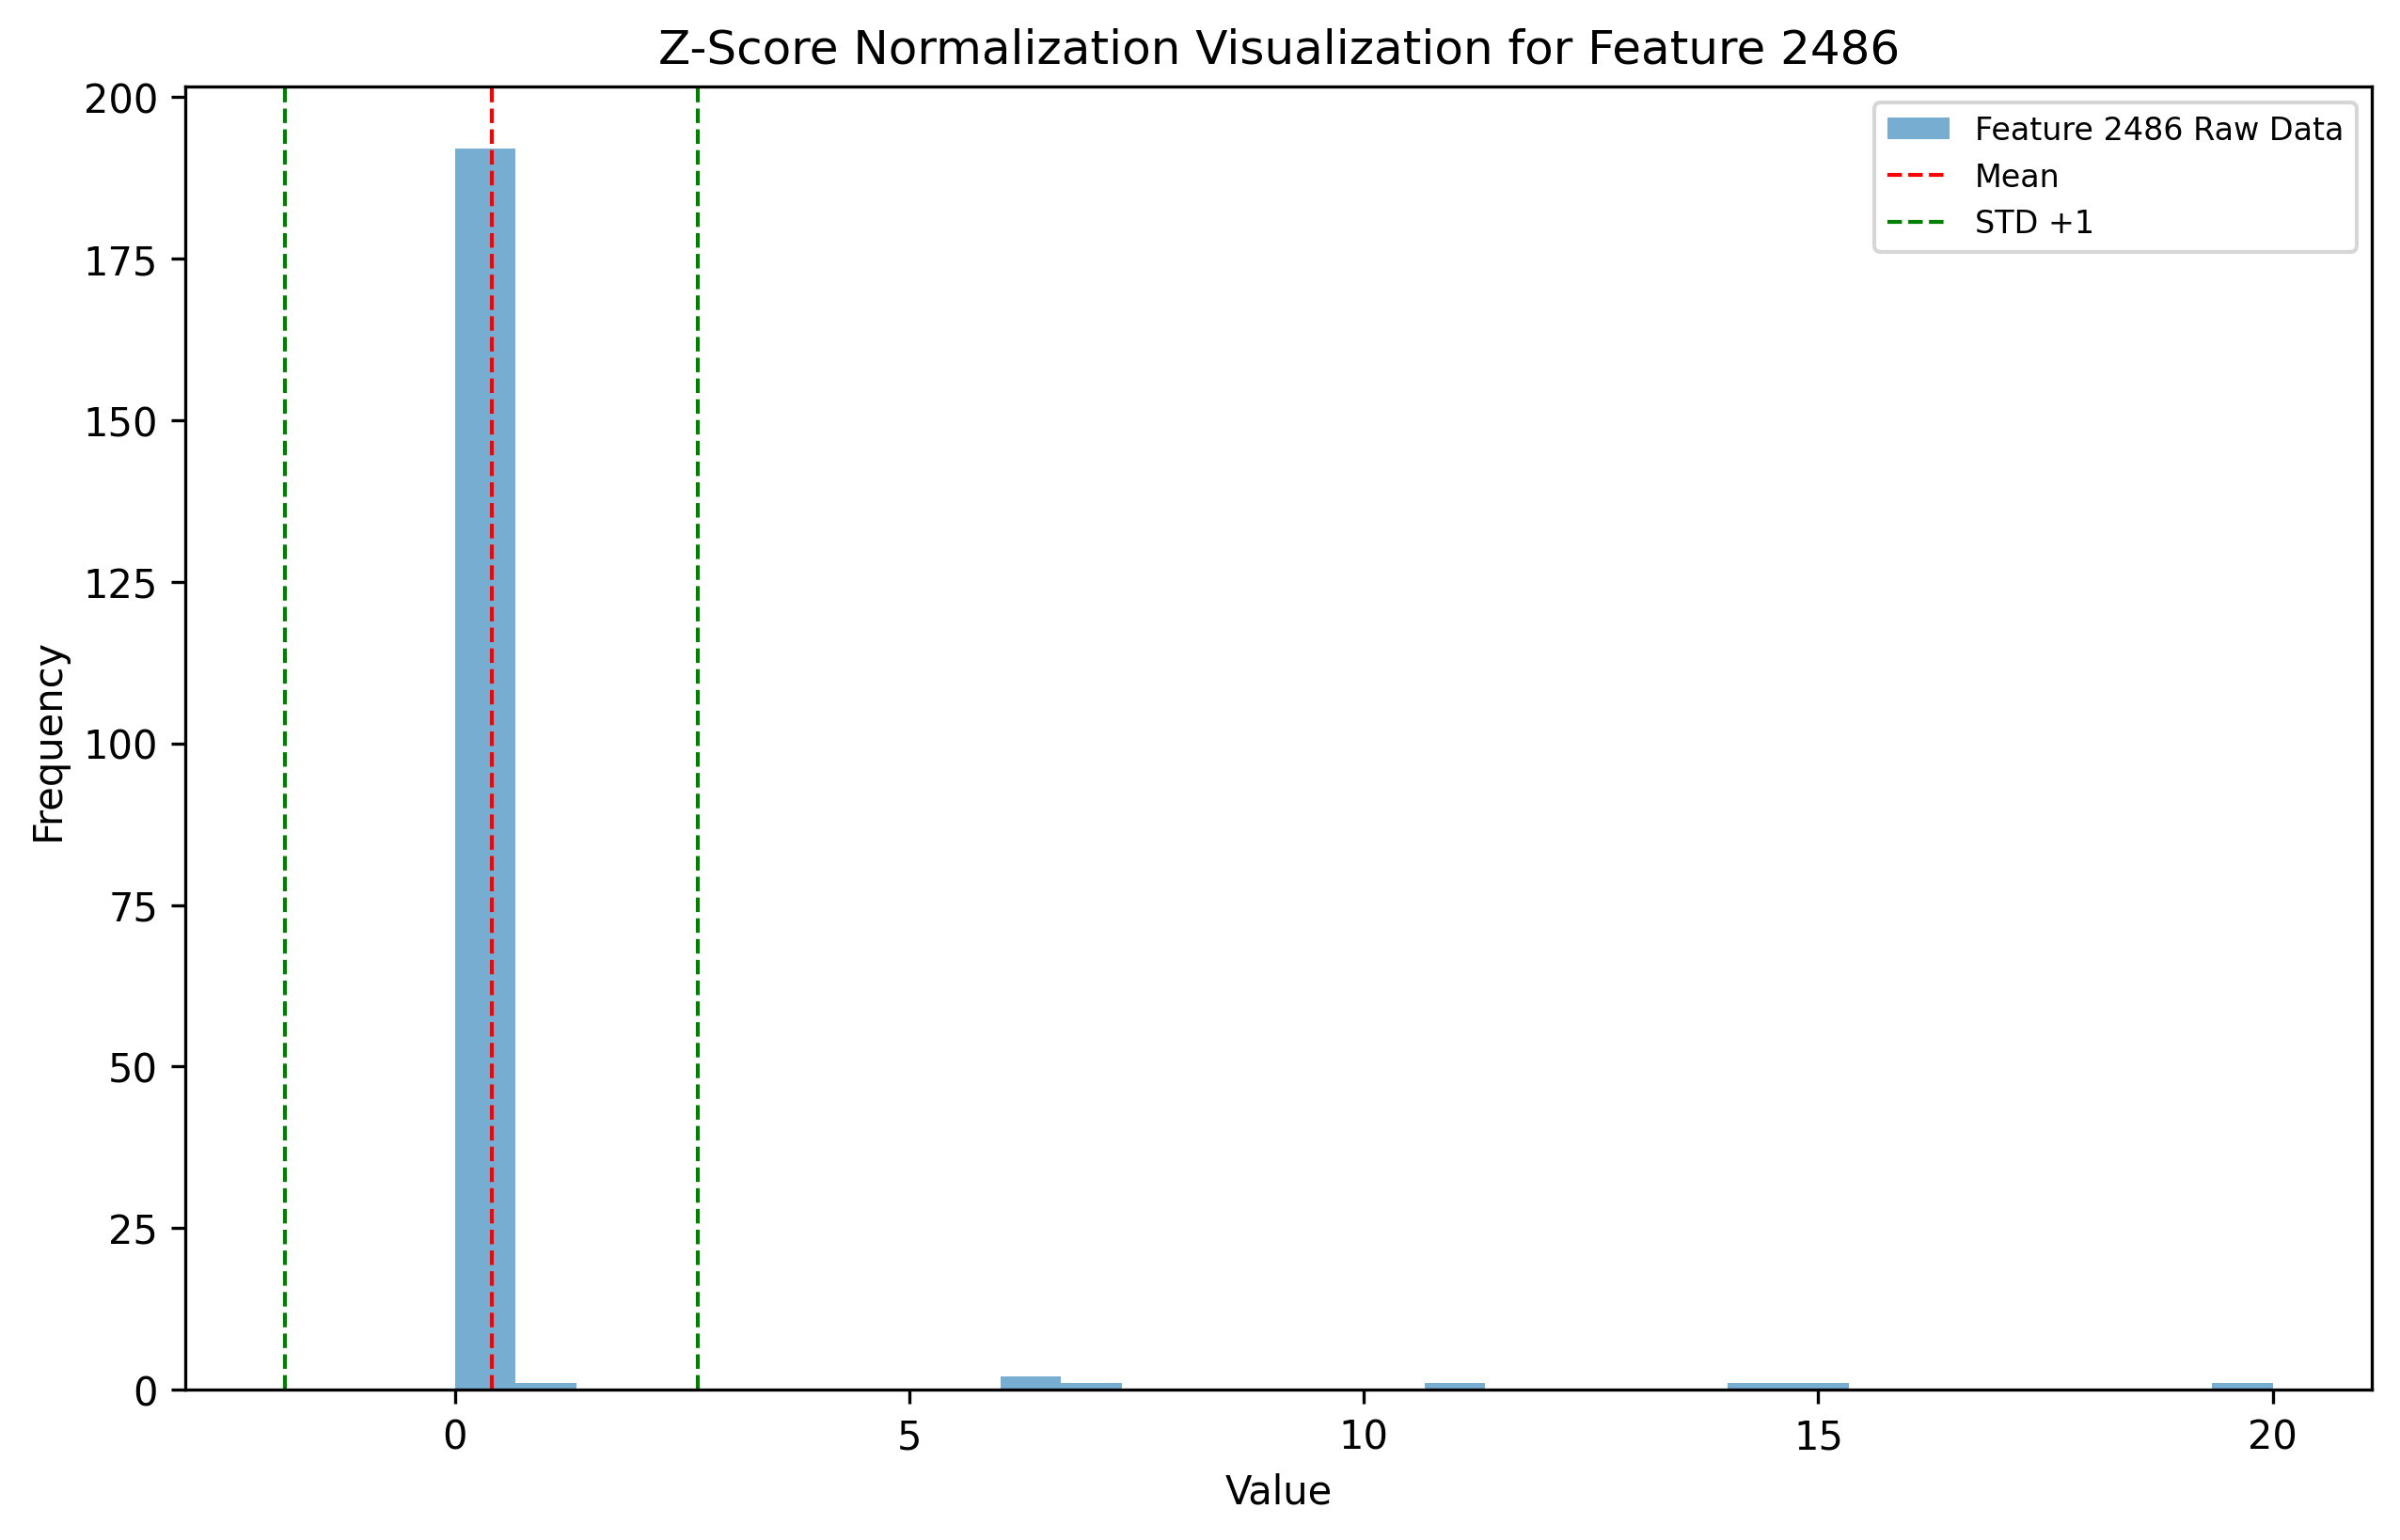 Z-Score Normalization Visualization for Feature 2486
Feature 2486 Raw Data
Mean
STD +1
200
175
150
125
100
75
50
25
0
Frequency
0 5 10 15 20
Value